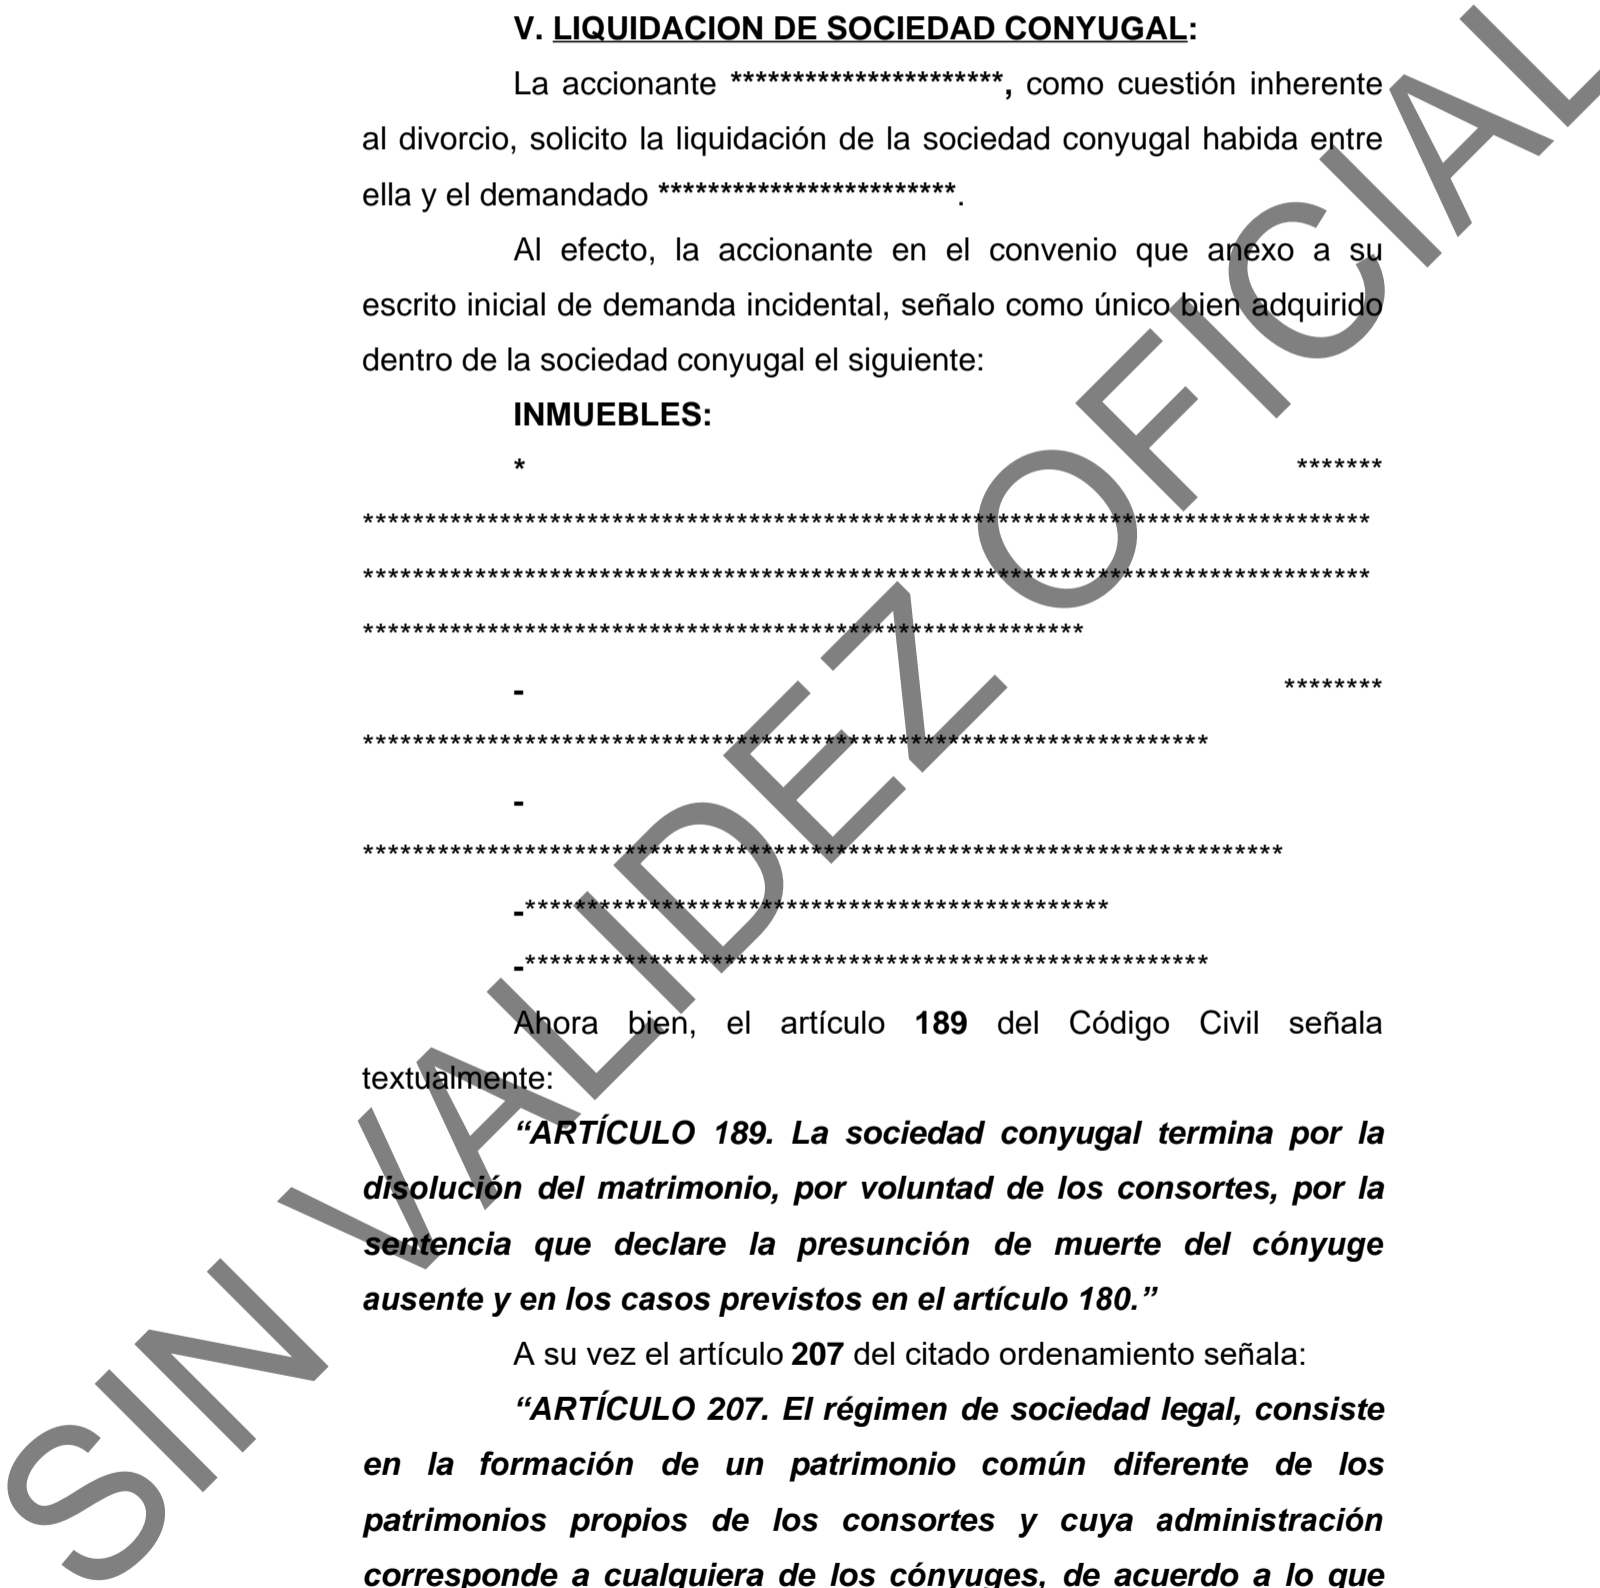 V. LIQUIDACION DE SOCIEDAD CONYUGAL:
La accionante **********************, como cuestión inherente
al divorcio, solicito la liquidación de la sociedad conyugal habida entre
ella y el demandado ************************.
Al efecto, la accionante en el convenio que anexo a su
escrito inicial de demanda incidental, señalo como único bien adquirido
dentro de la sociedad conyugal el siguiente:
INMUEBLES:
* *******
*********************************************************************************
*********************************************************************************
**********************************************************
- ********
********************************************************************
-
**************************************************************************
-***********************************************
-*******************************************************
Ahora bien, el artículo 189 del Código Civil señala
textualmente:
“ARTÍCULO 189. La sociedad conyugal termina por la
disolución del matrimonio, por voluntad de los consortes, por la
sentencia que declare la presunción de muerte del cónyuge
ausente y en los casos previstos en el artículo 180.”
A su vez el artículo 207 del citado ordenamiento señala:
“ARTÍCULO 207. El régimen de sociedad legal, consiste
en la formación de un patrimonio común diferente de los
patrimonios propios de los consortes y cuya administración
corresponde a cualquiera de los cónyuges, de acuerdo a lo que
SIN VALIDEZ OFICIAL